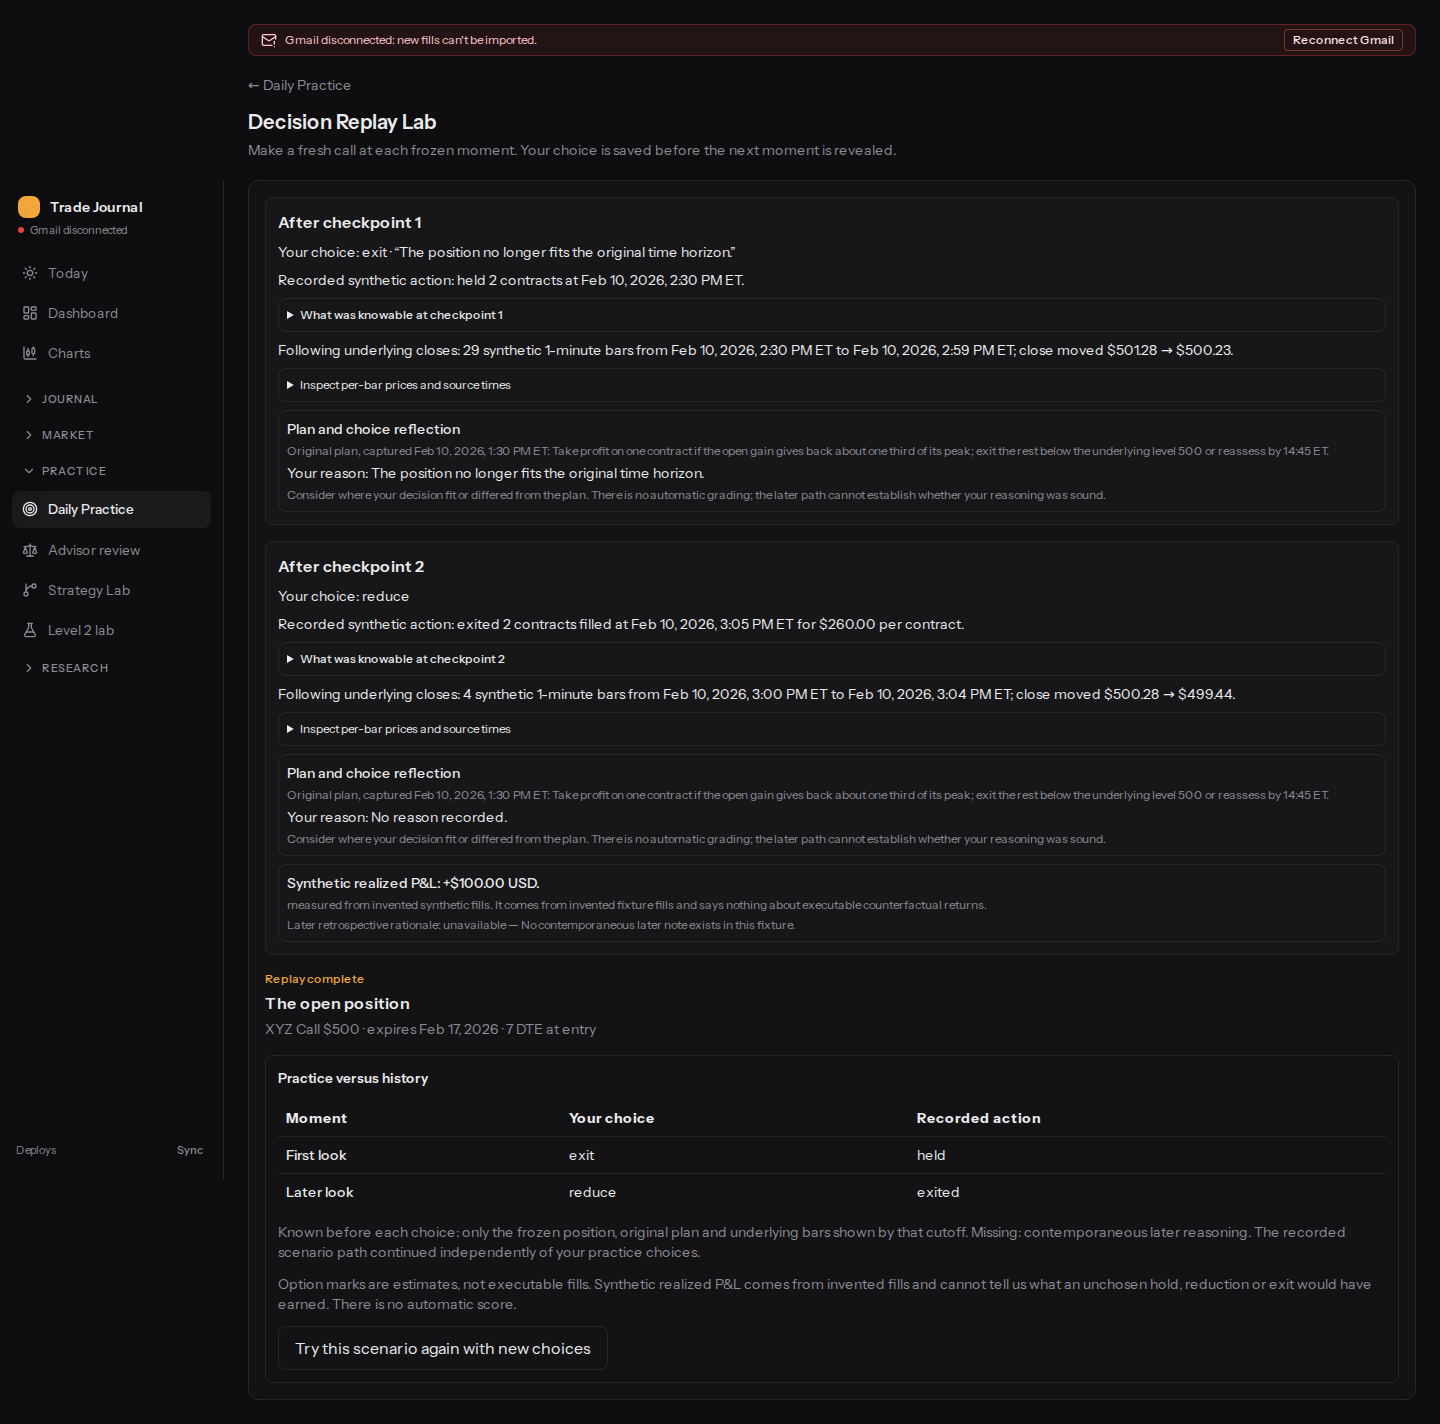 Gmail disconnected: new fills can't be imported.
Reconnect Gmail
← Daily Practice
Decision Replay Lab
Make a fresh call at each frozen moment. Your choice is saved before the next moment is revealed.
Trade Journal
Gmail disconnected
Today
Dashboard
Charts
JOURNAL
MARKET
PRACTICE
Daily Practice
Advisor review
Strategy Lab
Level 2 lab
RESEARCH
Deploys
Sync
After checkpoint 1
Your choice: exit · “The position no longer fits the original time horizon.”
Recorded synthetic action: held 2 contracts at Feb 10, 2026, 2:30 PM ET.
What was knowable at checkpoint 1
Following underlying closes: 29 synthetic 1-minute bars from Feb 10, 2026, 2:30 PM ET to Feb 10, 2026, 2:59 PM ET; close moved $501.28 → $500.23.
Inspect per-bar prices and source times
Plan and choice reflection
Original plan, captured Feb 10, 2026, 1:30 PM ET: Take profit on one contract if the open gain gives back about one third of its peak; exit the rest below the underlying level 500 or reassess by 14:45 ET.
Your reason: The position no longer fits the original time horizon.
Consider where your decision fit or differed from the plan. There is no automatic grading; the later path cannot establish whether your reasoning was sound.
After checkpoint 2
Your choice: reduce
Recorded synthetic action: exited 2 contracts filled at Feb 10, 2026, 3:05 PM ET for $260.00 per contract.
What was knowable at checkpoint 2
Following underlying closes: 4 synthetic 1-minute bars from Feb 10, 2026, 3:00 PM ET to Feb 10, 2026, 3:04 PM ET; close moved $500.28 → $499.44.
Inspect per-bar prices and source times
Plan and choice reflection
Original plan, captured Feb 10, 2026, 1:30 PM ET: Take profit on one contract if the open gain gives back about one third of its peak; exit the rest below the underlying level 500 or reassess by 14:45 ET.
Your reason: No reason recorded.
Consider where your decision fit or differed from the plan. There is no automatic grading; the later path cannot establish whether your reasoning was sound.
Synthetic realized P&L: +$100.00 USD.
measured from invented synthetic fills. It comes from invented fixture fills and says nothing about executable counterfactual returns.
Later retrospective rationale: unavailable — No contemporaneous later note exists in this fixture.
Replay complete
The open position
XYZ Call $500 · expires Feb 17, 2026 · 7 DTE at entry
Practice versus history
Moment Your choice Recorded action
First look exit held
Later look reduce exited
Known before each choice: only the frozen position, original plan and underlying bars shown by that cutoff. Missing: contemporaneous later reasoning. The recorded
scenario path continued independently of your practice choices.
Option marks are estimates, not executable fills. Synthetic realized P&L comes from invented fills and cannot tell us what an unchosen hold, reduction or exit would have
earned. There is no automatic score.
Try this scenario again with new choices